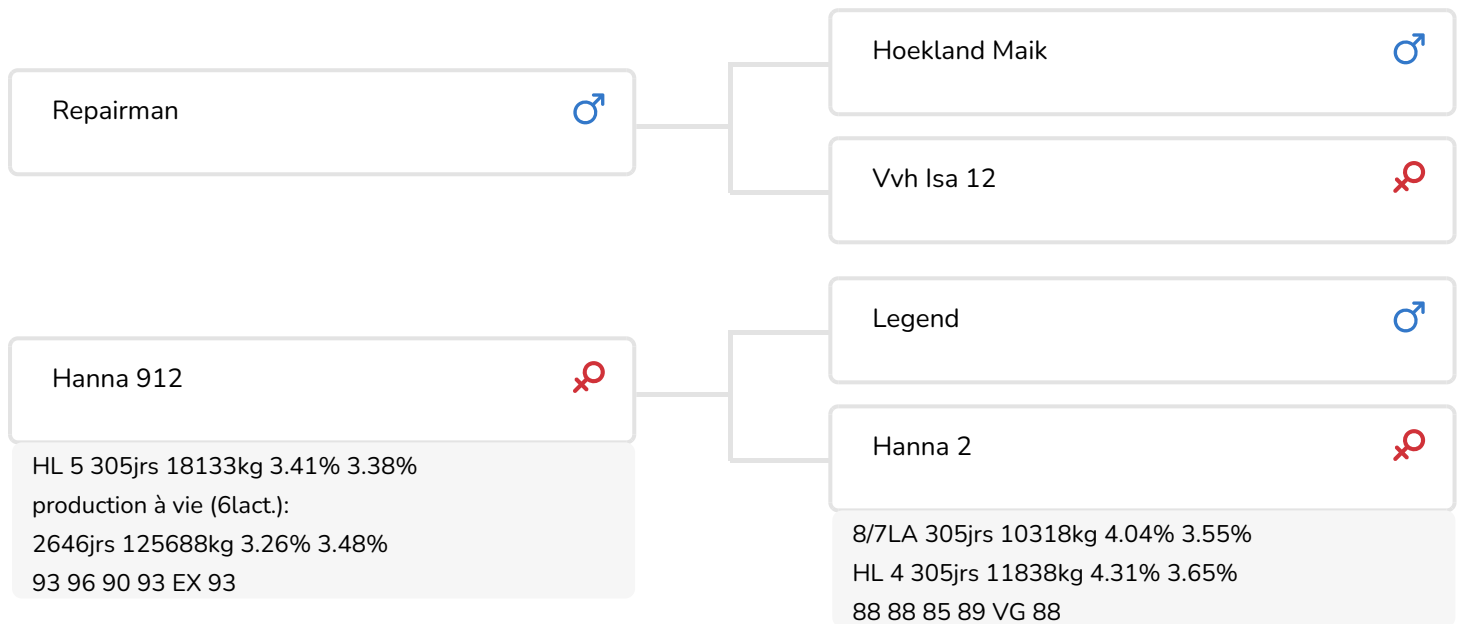 Hoekland Maik
Repairman
Vvh Isa 12
Legend
Hanna 912
Hanna 2
HL 5 305jrs 18133kg 3.41% 3.38%
production à vie (6lact.):
2646jrs 125688kg 3.26% 3.48%
93 96 90 93 EX 93
8/7LA 305jrs 10318kg 4.04% 3.55%
HL 4 305jrs 11838kg 4.31% 3.65%
88 88 85 89 VG 88